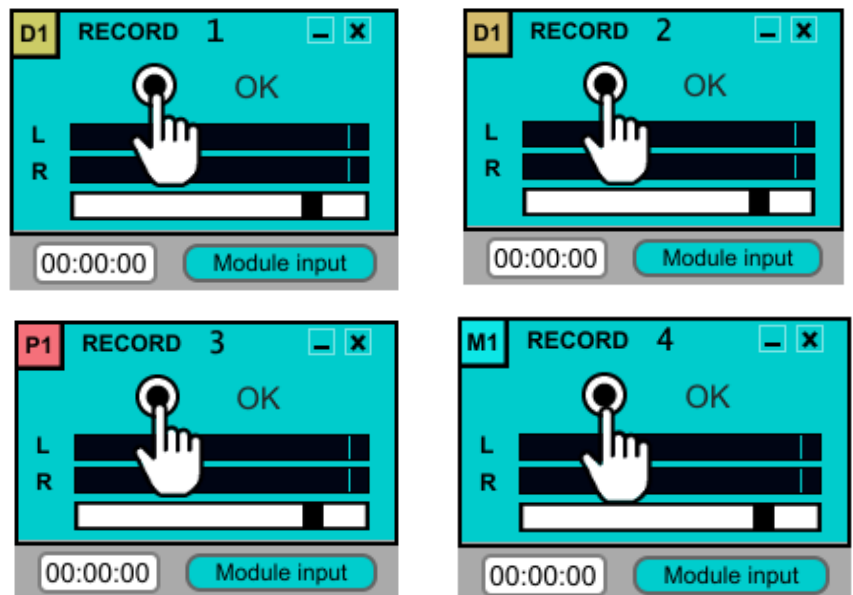 D1 RECORD 1
OK
L
R
00:00:00 Module input
D1 RECORD 2
OK
L
R
00:00:00 Module input
P1 RECORD 3
OK
L
R
00:00:00 Module input
M1 RECORD 4
OK
L
R
00:00:00 Module input